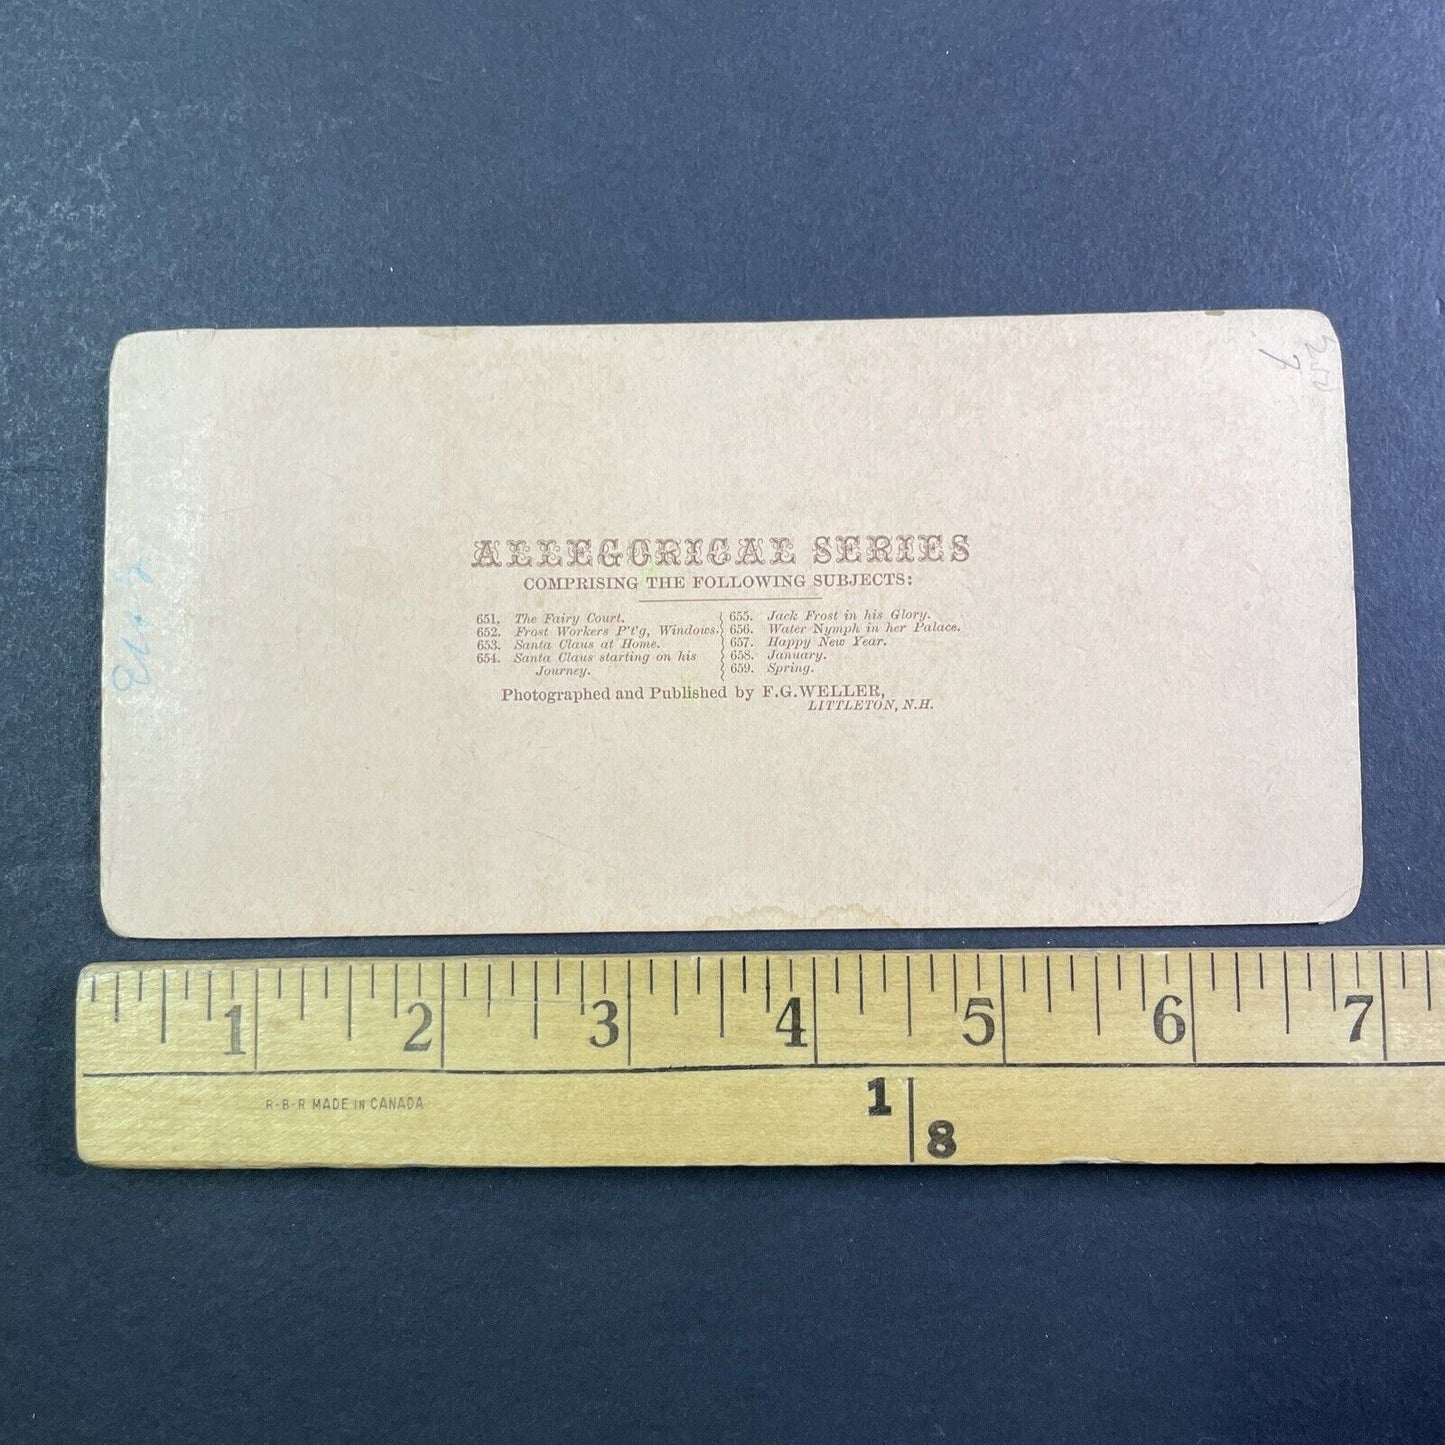 ALLEGORICAL SERIES
COMPRISING THE FOLLOWING SUBJECTS:
651. The Fairy Court.
652. Frost Workers P't'g, Windows.
653. Santa Claus at Home.
654. Santa Claus starting on his
Journey.
655. Jack Frost in his Glory.
656. Water Nymph in her Palace.
657. Happy New Year.
658. January.
659. Spring.
Photographed and Published by F.G.WELLER,
LITTLETON, N.H.
1 2 3 4 5 6 7
R-B-R MADE IN CANADA
1
8